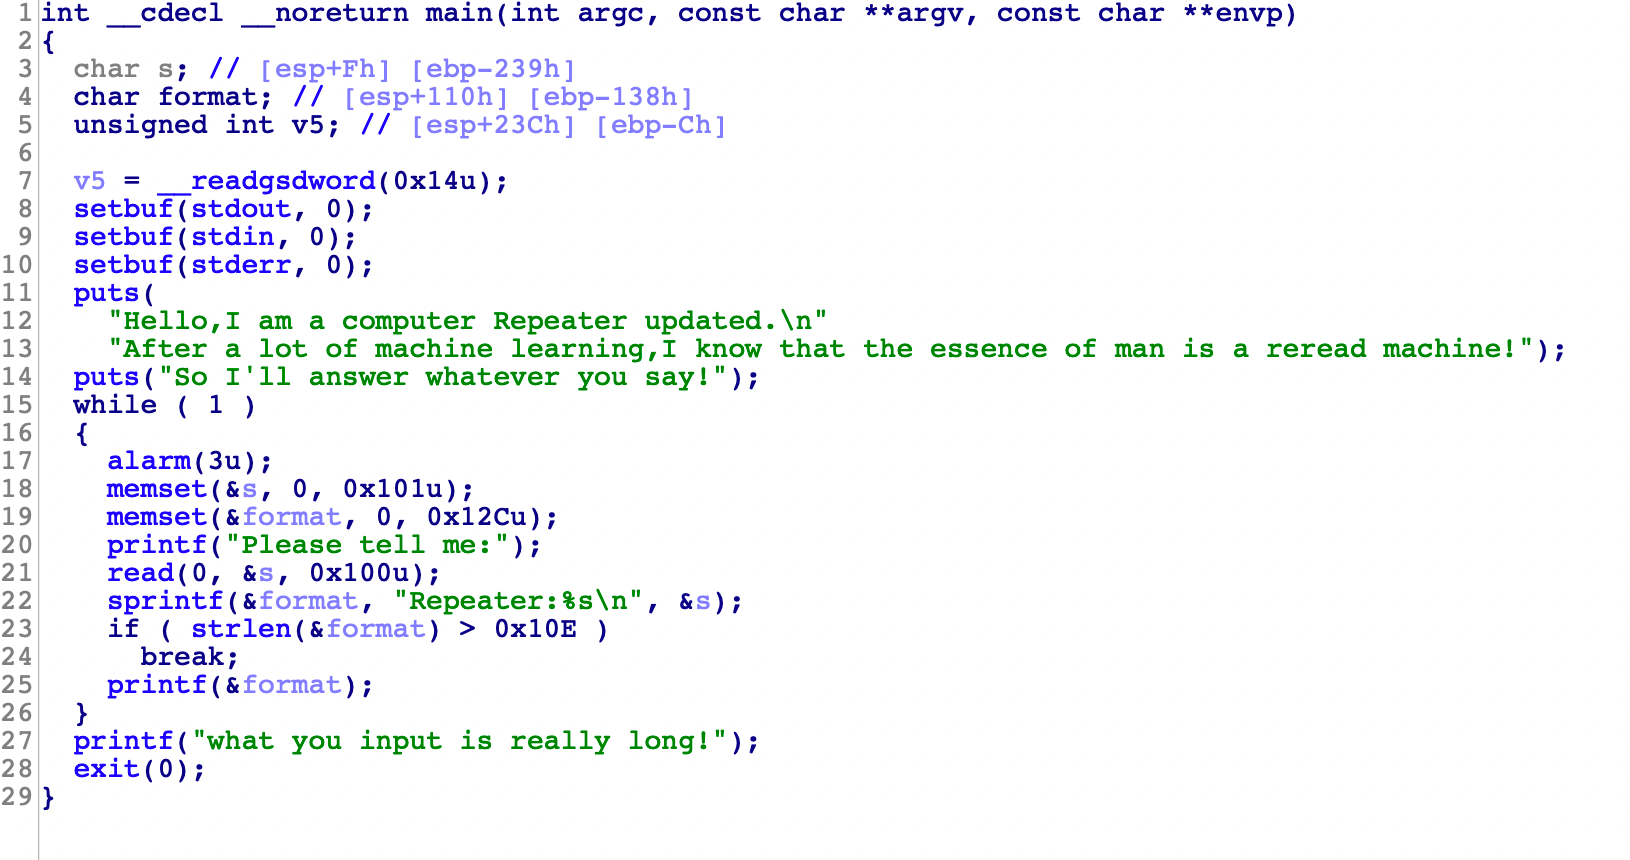 1 int __cdecl __noreturn main(int argc, const char **argv, const char **envp)
2 {
3   char s; // [esp+Fh] [ebp-239h]
4   char format; // [esp+110h] [ebp-138h]
5   unsigned int v5; // [esp+23Ch] [ebp-Ch]
6
7   v5 = __readgsdword(0x14u);
8   setbuf(stdout, 0);
9   setbuf(stdin, 0);
10   setbuf(stderr, 0);
11   puts(
12     "Hello,I am a computer Repeater updated.\n"
13     "After a lot of machine learning,I know that the essence of man is a reread machine!");
14   puts("So I'll answer whatever you say!");
15   while ( 1 )
16   {
17     alarm(3u);
18     memset(&s, 0, 0x101u);
19     memset(&format, 0, 0x12Cu);
20     printf("Please tell me:");
21     read(0, &s, 0x100u);
22     sprintf(&format, "Repeater:%s\n", &s);
23     if ( strlen(&format) > 0x10E )
24       break;
25     printf(&format);
26   }
27   printf("what you input is really long!");
28   exit(0);
29 }